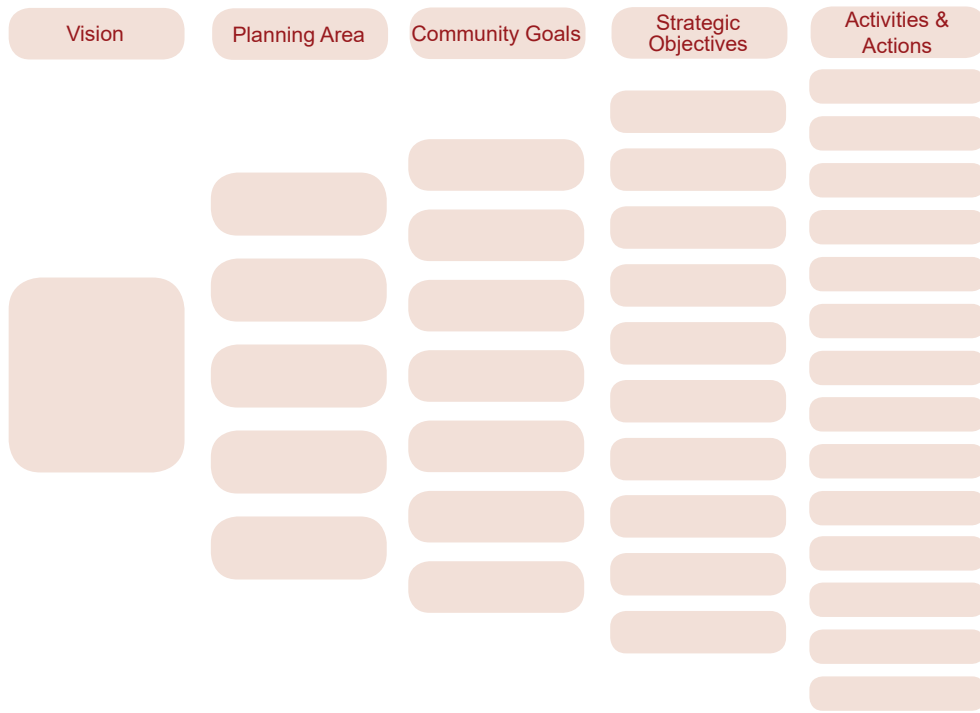 Vision
Planning Area
Community Goals
Strategic
Objectives
Activities &
Actions